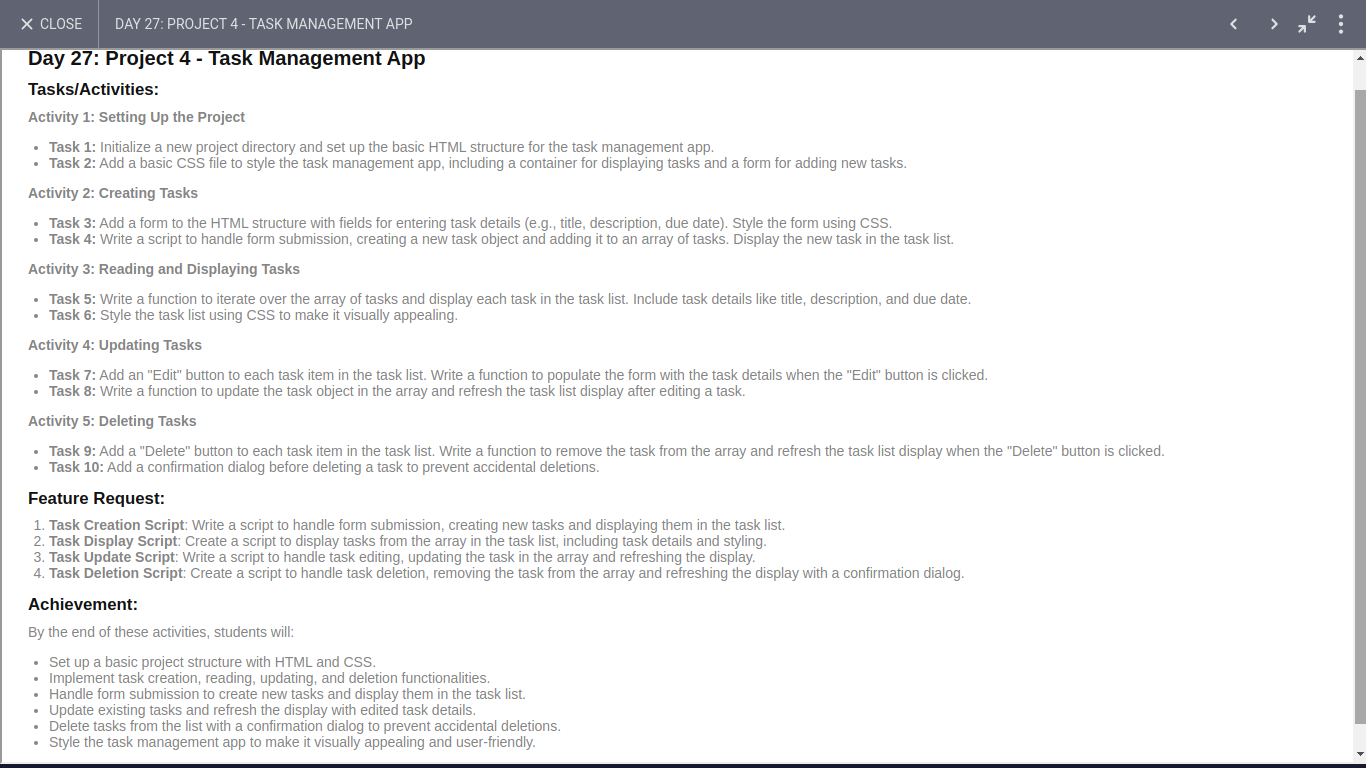 CLOSE DAY 27: PROJECT 4 - TASK MANAGEMENT APP
Day 27: Project 4 - Task Management App
Tasks/Activities:
Activity 1: Setting Up the Project
• Task 1: Initialize a new project directory and set up the basic HTML structure for the task management app.
• Task 2: Add a basic CSS file to style the task management app, including a container for displaying tasks and a form for adding new tasks.
Activity 2: Creating Tasks
• Task 3: Add a form to the HTML structure with fields for entering task details (e.g., title, description, due date). Style the form using CSS.
• Task 4: Write a script to handle form submission, creating a new task object and adding it to an array of tasks. Display the new task in the task list.
Activity 3: Reading and Displaying Tasks
• Task 5: Write a function to iterate over the array of tasks and display each task in the task list. Include task details like title, description, and due date.
• Task 6: Style the task list using CSS to make it visually appealing.
Activity 4: Updating Tasks
• Task 7: Add an "Edit" button to each task item in the task list. Write a function to populate the form with the task details when the "Edit" button is clicked.
• Task 8: Write a function to update the task object in the array and refresh the task list display after editing a task.
Activity 5: Deleting Tasks
• Task 9: Add a "Delete" button to each task item in the task list. Write a function to remove the task from the array and refresh the task list display when the "Delete" button is clicked.
• Task 10: Add a confirmation dialog before deleting a task to prevent accidental deletions.
Feature Request:
1. Task Creation Script: Write a script to handle form submission, creating new tasks and displaying them in the task list.
2. Task Display Script: Create a script to display tasks from the array in the task list, including task details and styling.
3. Task Update Script: Write a script to handle task editing, updating the task in the array and refreshing the display.
4. Task Deletion Script: Create a script to handle task deletion, removing the task from the array and refreshing the display with a confirmation dialog.
Achievement:
By the end of these activities, students will:
• Set up a basic project structure with HTML and CSS.
• Implement task creation, reading, updating, and deletion functionalities.
• Handle form submission to create new tasks and display them in the task list.
• Update existing tasks and refresh the display with edited task details.
• Delete tasks from the list with a confirmation dialog to prevent accidental deletions.
• Style the task management app to make it visually appealing and user-friendly.